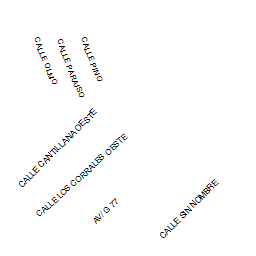 CALLE OLMO
CALLE PARAISO
CALLE PINO
CALLE CANTILLANA OESTE
CALLE LOS CORRALES OESTE
AV/ G 77
CALLE SIN NOMBRE